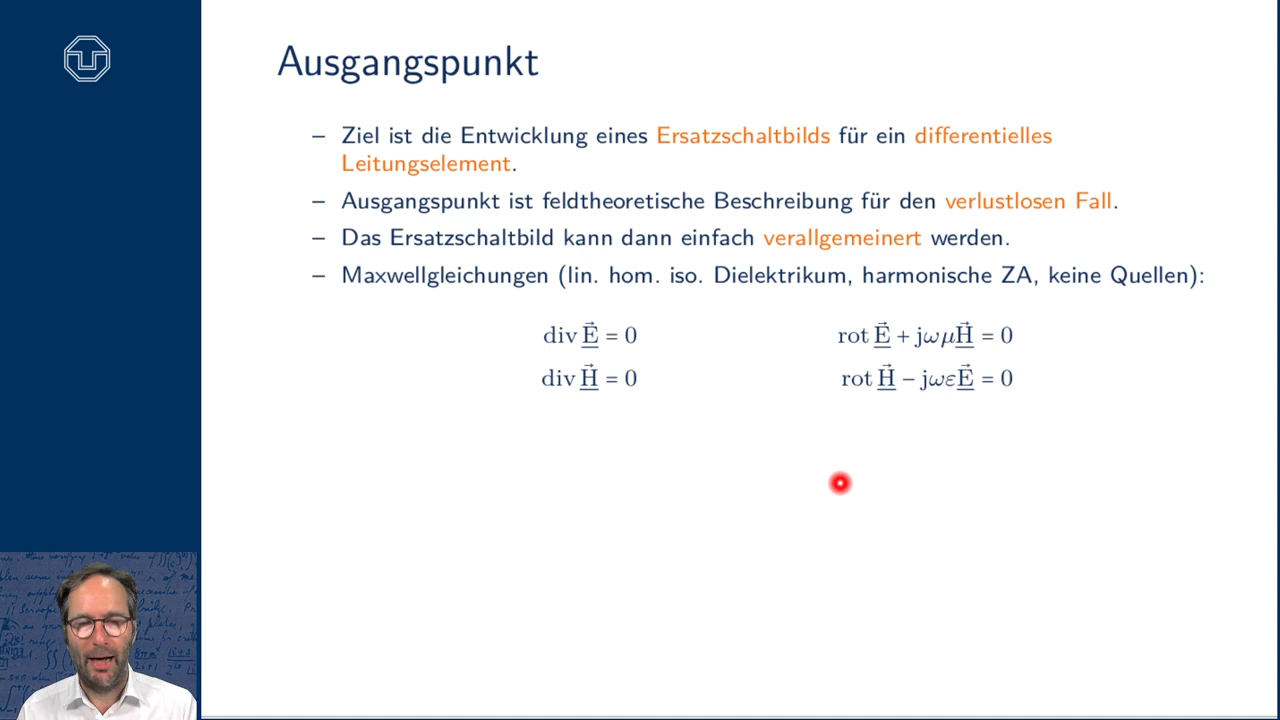 Ausgangspunkt
– Ziel ist die Entwicklung eines Ersatzschaltbilds für ein differentielles
Leitungselement.
– Ausgangspunkt ist feldtheoretische Beschreibung für den verlustlosen Fall.
– Das Ersatzschaltbild kann dann einfach verallgemeinert werden.
– Maxwellgleichungen (lin. hom. iso. Dielektrikum, harmonische ZA, keine Quellen):
div E̲⃗ = 0 rot E̲⃗ + jωμH̲⃗ = 0
div H̲⃗ = 0 rot H̲⃗ − jωεE̲⃗ = 0